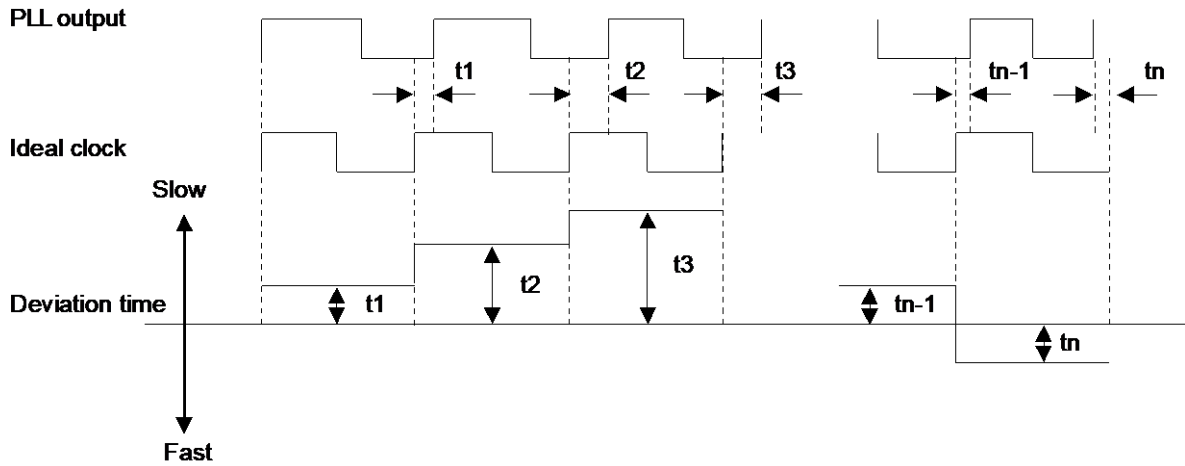 PLL output
t1
t2
t3
tn-1
tn
Ideal clock
Slow
Deviation time
t1
t2
t3
tn-1
tn
Fast